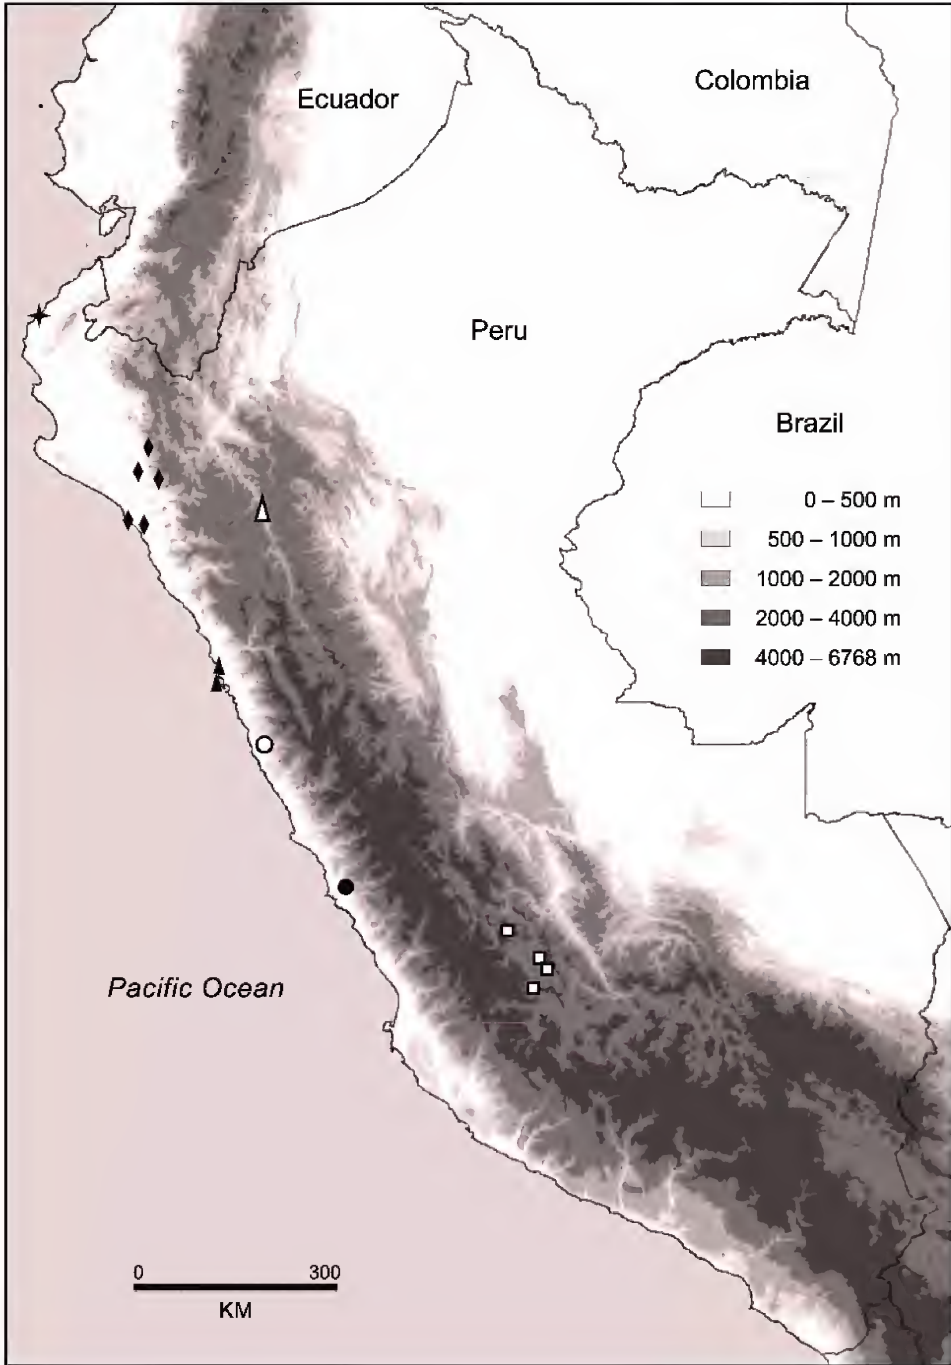 Ecuador
Colombia
Peru
Brazil
0 – 500 m
500 – 1000 m
1000 – 2000 m
2000 – 4000 m
4000 – 6768 m
Pacific Ocean
0 300
KM